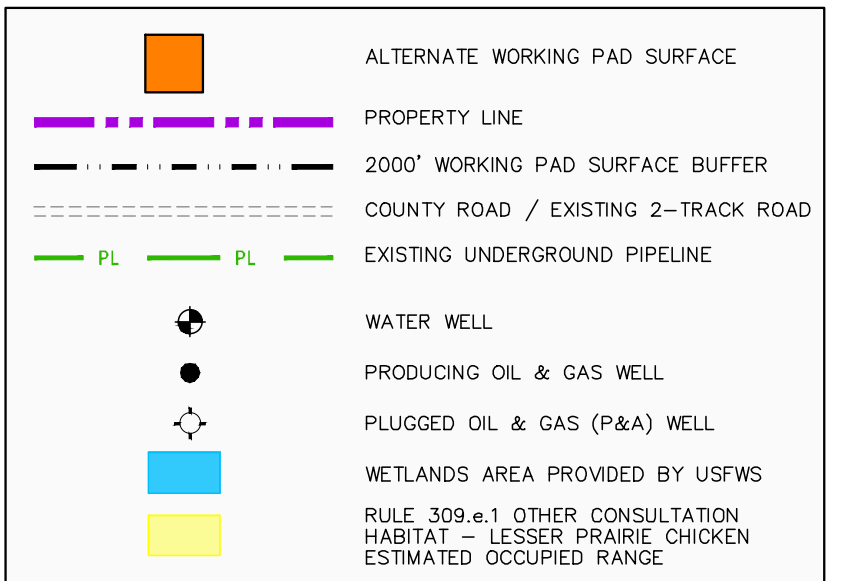 ALTERNATE WORKING PAD SURFACE
PROPERTY LINE
2000' WORKING PAD SURFACE BUFFER
COUNTY ROAD / EXISTING 2-TRACK ROAD
PL PL EXISTING UNDERGROUND PIPELINE
WATER WELL
PRODUCING OIL & GAS WELL
PLUGGED OIL & GAS (P&A) WELL
WETLANDS AREA PROVIDED BY USFWS
RULE 309.e.1 OTHER CONSULTATION
HABITAT - LESSER PRAIRIE CHICKEN
ESTIMATED OCCUPIED RANGE